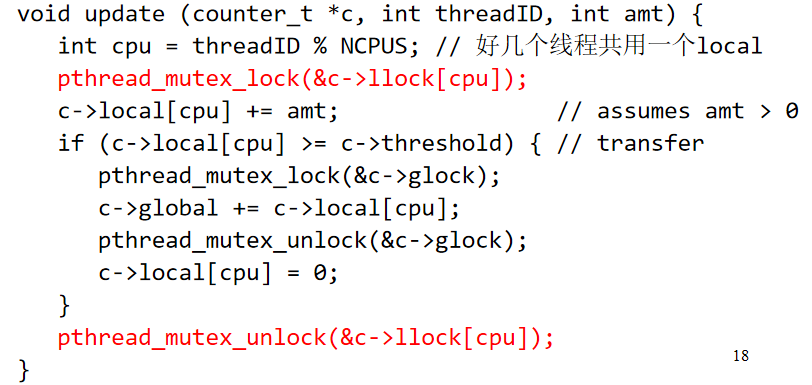 void update (counter_t *c, int threadID, int amt) {
int cpu = threadID % NCPUS; // 好几个线程共用一个local
pthread_mutex_lock(&c->llock[cpu]);
c->local[cpu] += amt; // assumes amt > 0
if (c->local[cpu] >= c->threshold) { // transfer
pthread_mutex_lock(&c->glock);
c->global += c->local[cpu];
pthread_mutex_unlock(&c->glock);
c->local[cpu] = 0;
}
pthread_mutex_unlock(&c->llock[cpu]);
18
}